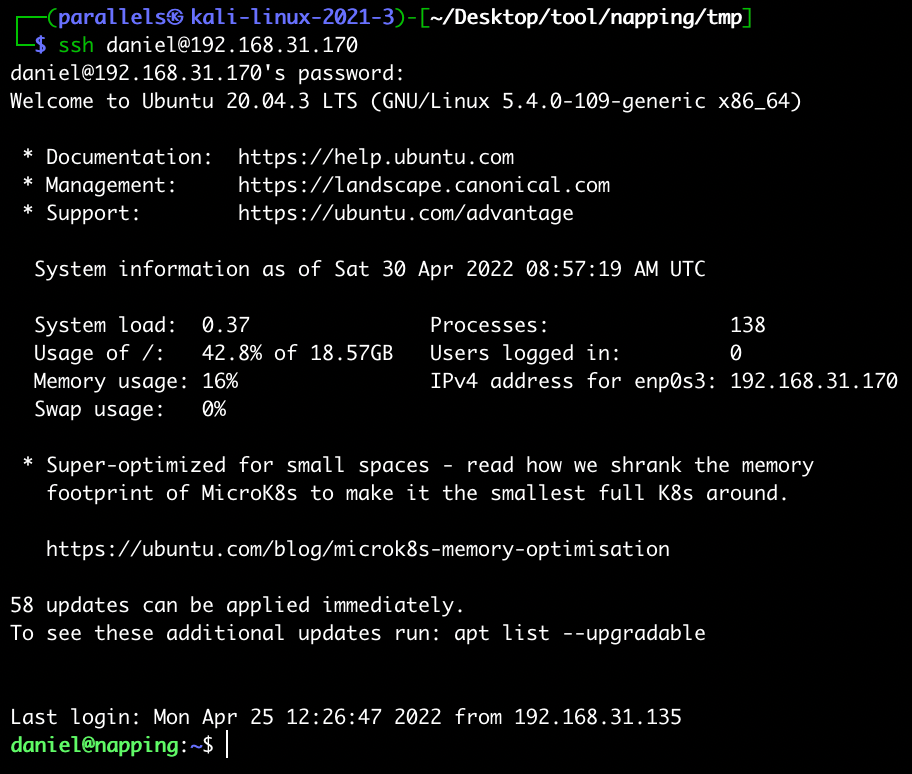 ┌──(parallels㉿kali-linux-2021-3)-[~/Desktop/tool/napping/tmp]
└─$ ssh daniel@192.168.31.170
daniel@192.168.31.170's password:
Welcome to Ubuntu 20.04.3 LTS (GNU/Linux 5.4.0-109-generic x86_64)

 * Documentation:  https://help.ubuntu.com
 * Management:     https://landscape.canonical.com
 * Support:        https://ubuntu.com/advantage

  System information as of Sat 30 Apr 2022 08:57:19 AM UTC

  System load:  0.37               Processes:               138
  Usage of /:   42.8% of 18.57GB   Users logged in:         0
  Memory usage: 16%                IPv4 address for enp0s3: 192.168.31.170
  Swap usage:   0%

 * Super-optimized for small spaces - read how we shrank the memory
   footprint of MicroK8s to make it the smallest full K8s around.

   https://ubuntu.com/blog/microk8s-memory-optimisation

58 updates can be applied immediately.
To see these additional updates run: apt list --upgradable


Last login: Mon Apr 25 12:26:47 2022 from 192.168.31.135
daniel@napping:~$